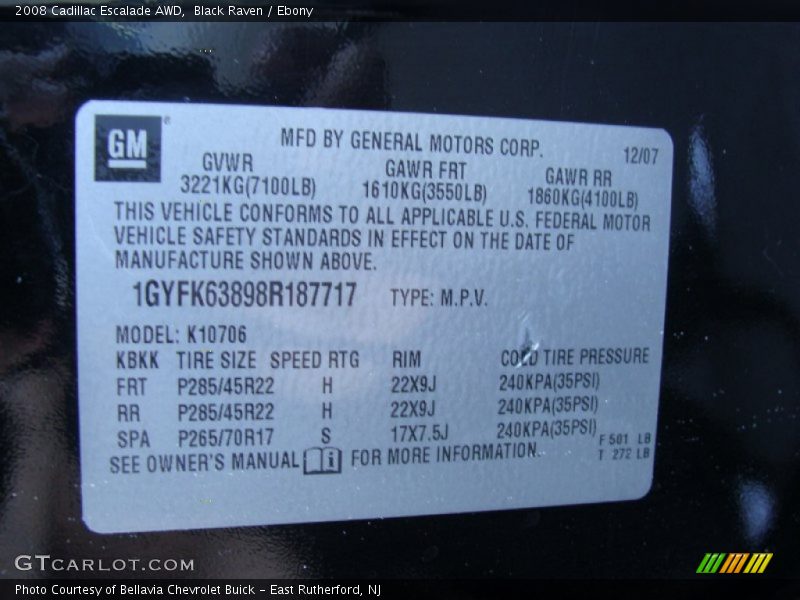 2008 Cadillac Escalade AWD, Black Raven / Ebony
GM®
MFD BY GENERAL MOTORS CORP. 12/07
GVWR GAWR FRT GAWR RR
3221KG(7100LB) 1610KG(3550LB) 1860KG(4100LB)
THIS VEHICLE CONFORMS TO ALL APPLICABLE U.S. FEDERAL MOTOR
VEHICLE SAFETY STANDARDS IN EFFECT ON THE DATE OF
MANUFACTURE SHOWN ABOVE.
1GYFK63898R187717 TYPE: M.P.V.
MODEL: K10706
KBKK TIRE SIZE SPEED RTG RIM COLD TIRE PRESSURE
FRT P285/45R22 H 22X9J 240KPA(35PSI)
RR P285/45R22 H 22X9J 240KPA(35PSI)
SPA P265/70R17 S 17X7.5J 240KPA(35PSI)
F 501 LB
T 272 LB
SEE OWNER'S MANUAL i FOR MORE INFORMATION.
GTCARLOT.COM
Photo Courtesy of Bellavia Chevrolet Buick - East Rutherford, NJ